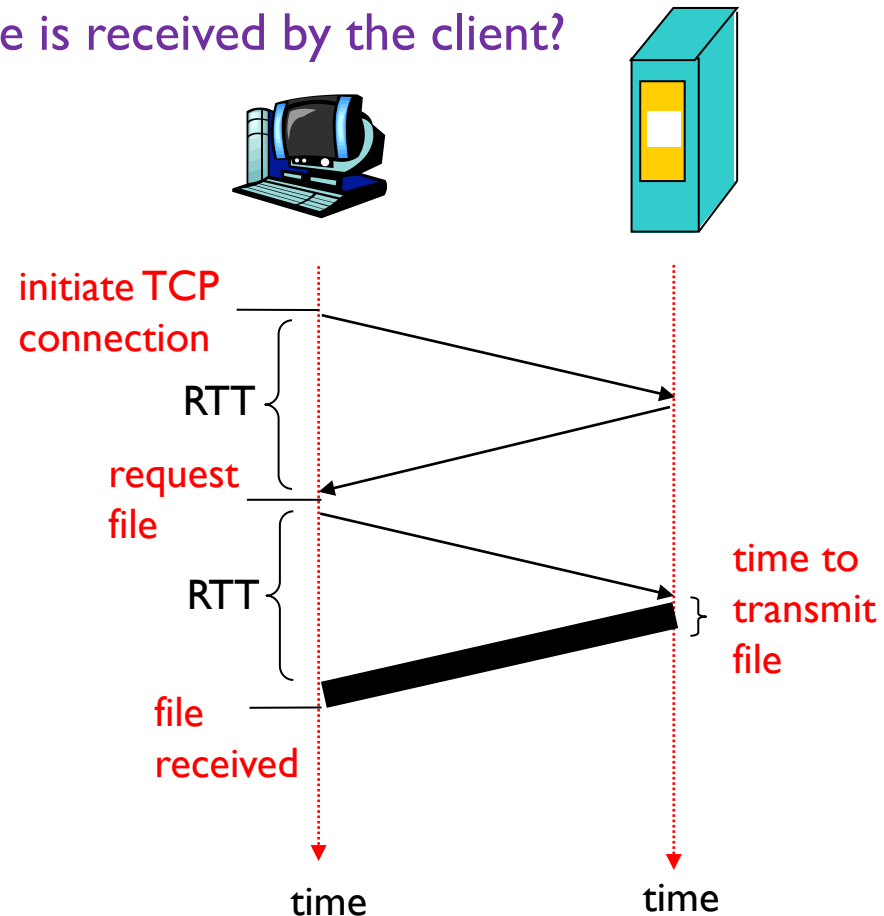 e is received by the client?
initiate TCP
connection
RTT
request
file
RTT
time to
transmit
file
file
received
time
time